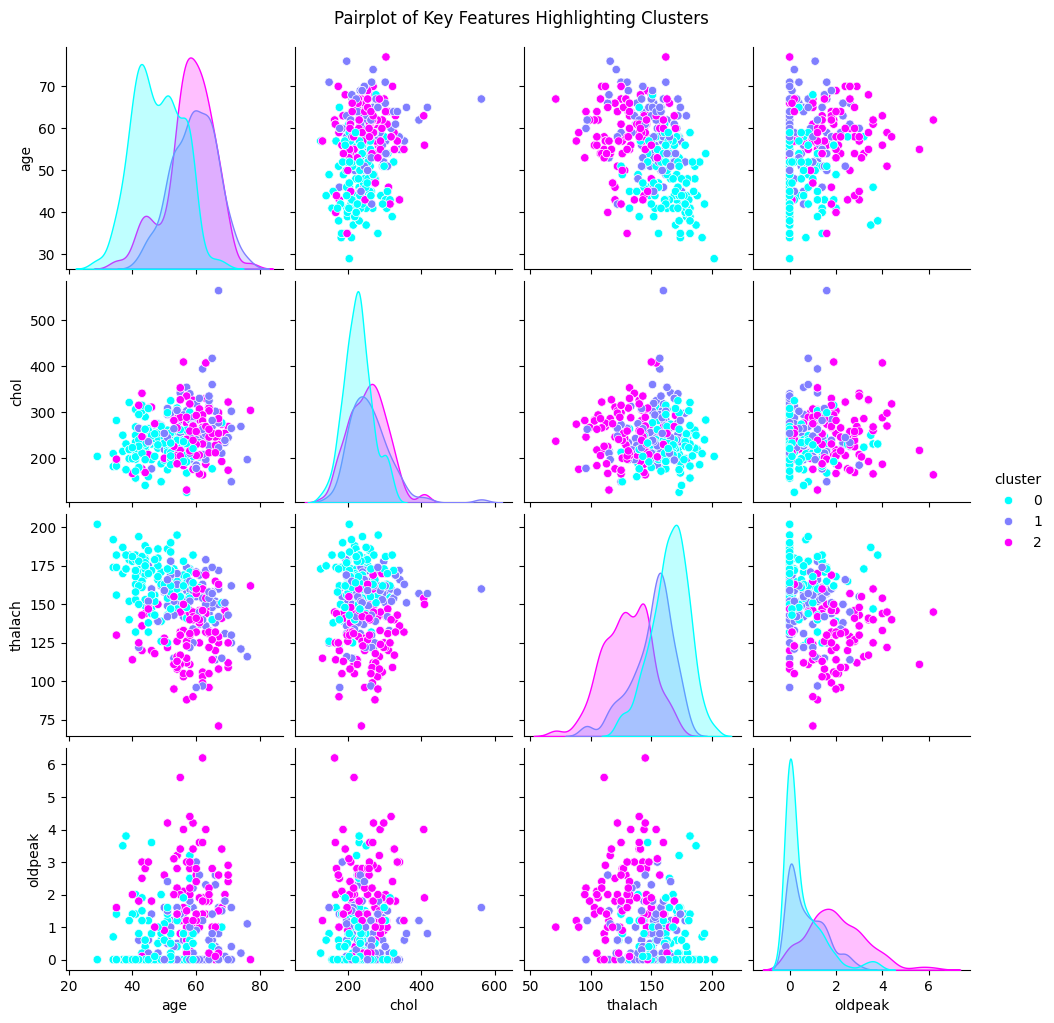 Pairplot of Key Features Highlighting Clusters
70
60
50
40
30
age
500
400
300
200
chol
200
175
150
125
100
75
thalach
6
5
4
3
2
1
0
oldpeak
20 40 60 80
age
200 400 600
chol
50 100 150 200
thalach
0 2 4 6
oldpeak
cluster
0
1
2